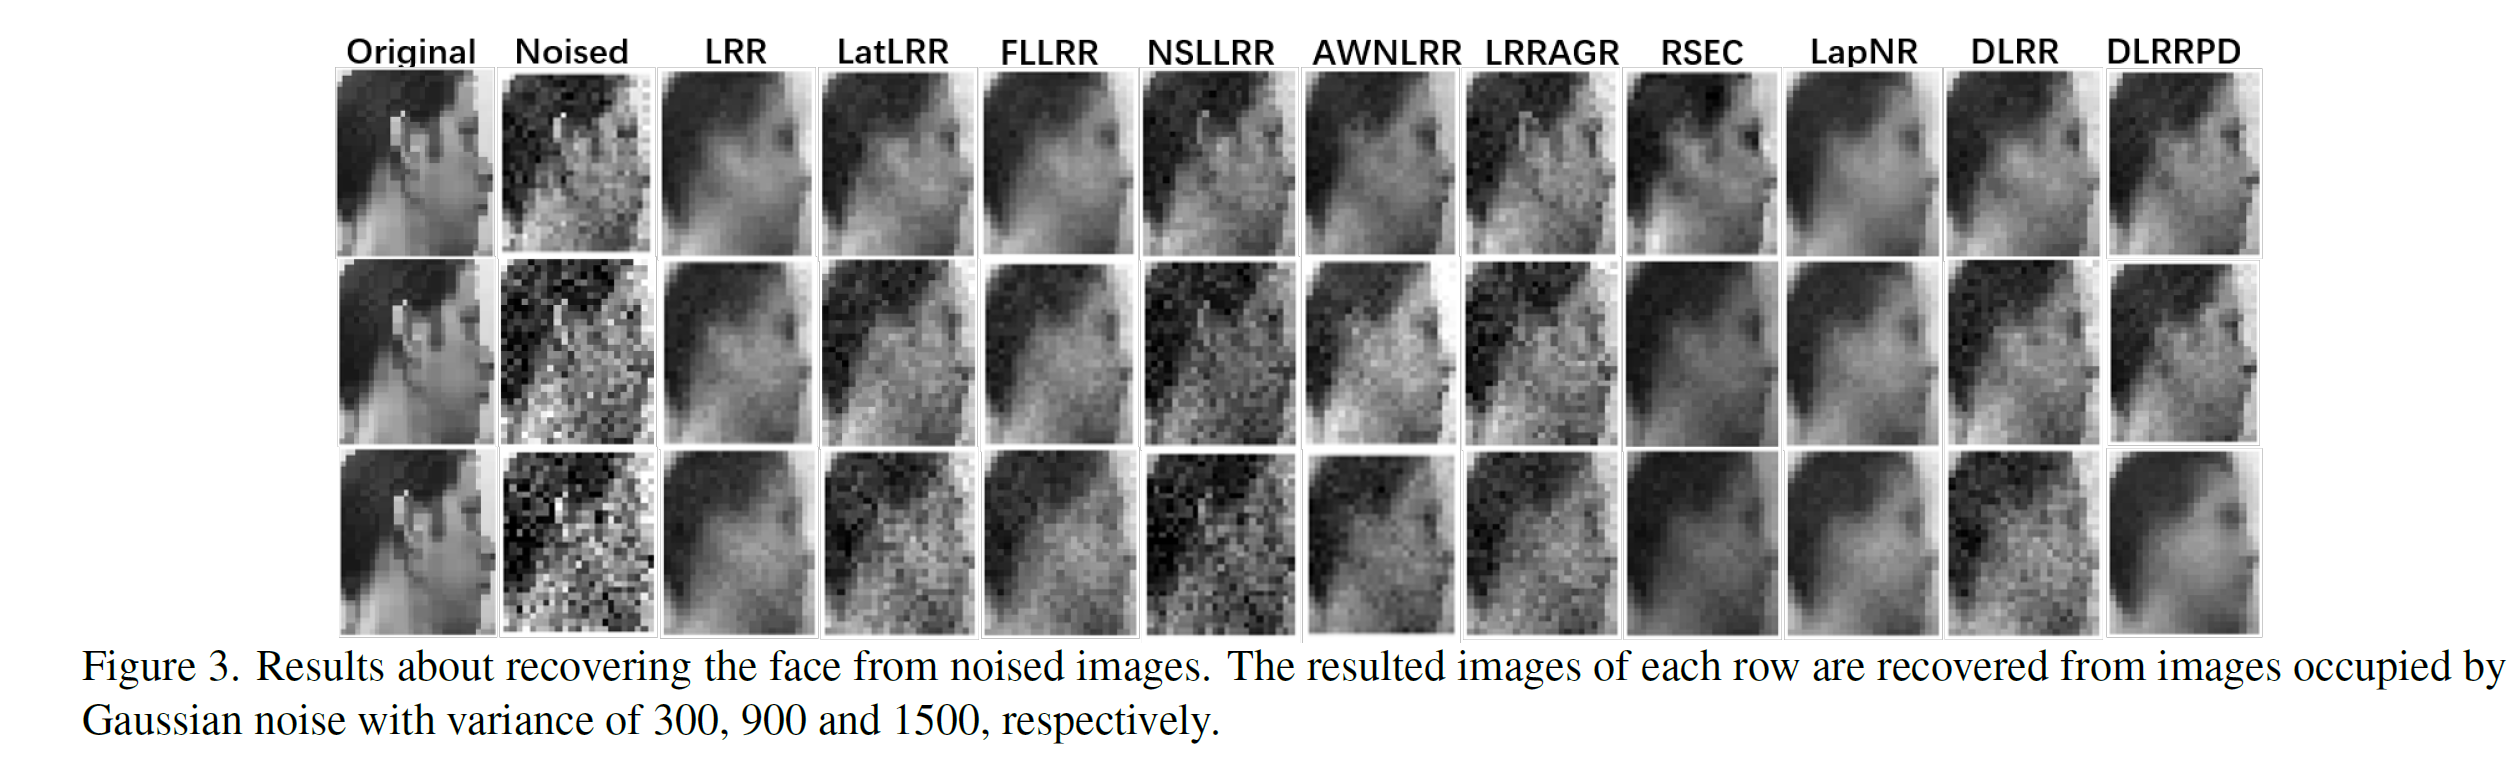 Original Noised LRR LatLRR FLLRR NSLLRR AWNLRR LRRAGR RSEC LapNR DLRR DLRRPD
Figure 3. Results about recovering the face from noised images. The resulted images of each row are recovered from images occupied by
Gaussian noise with variance of 300, 900 and 1500, respectively.